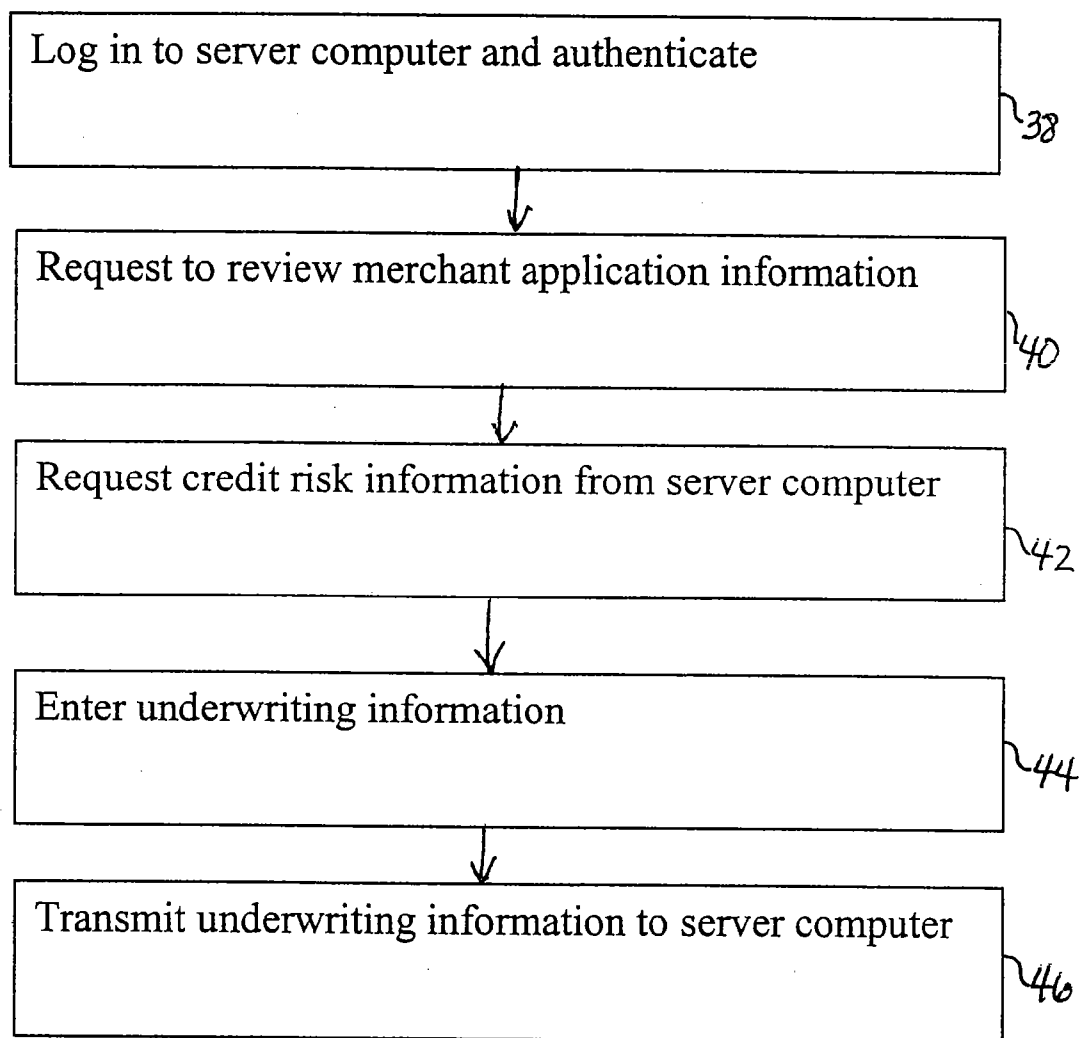 Log in to server computer and authenticate
38
Request to review merchant application information
40
Request credit risk information from server computer
42
Enter underwriting information
44
Transmit underwriting information to server computer
46